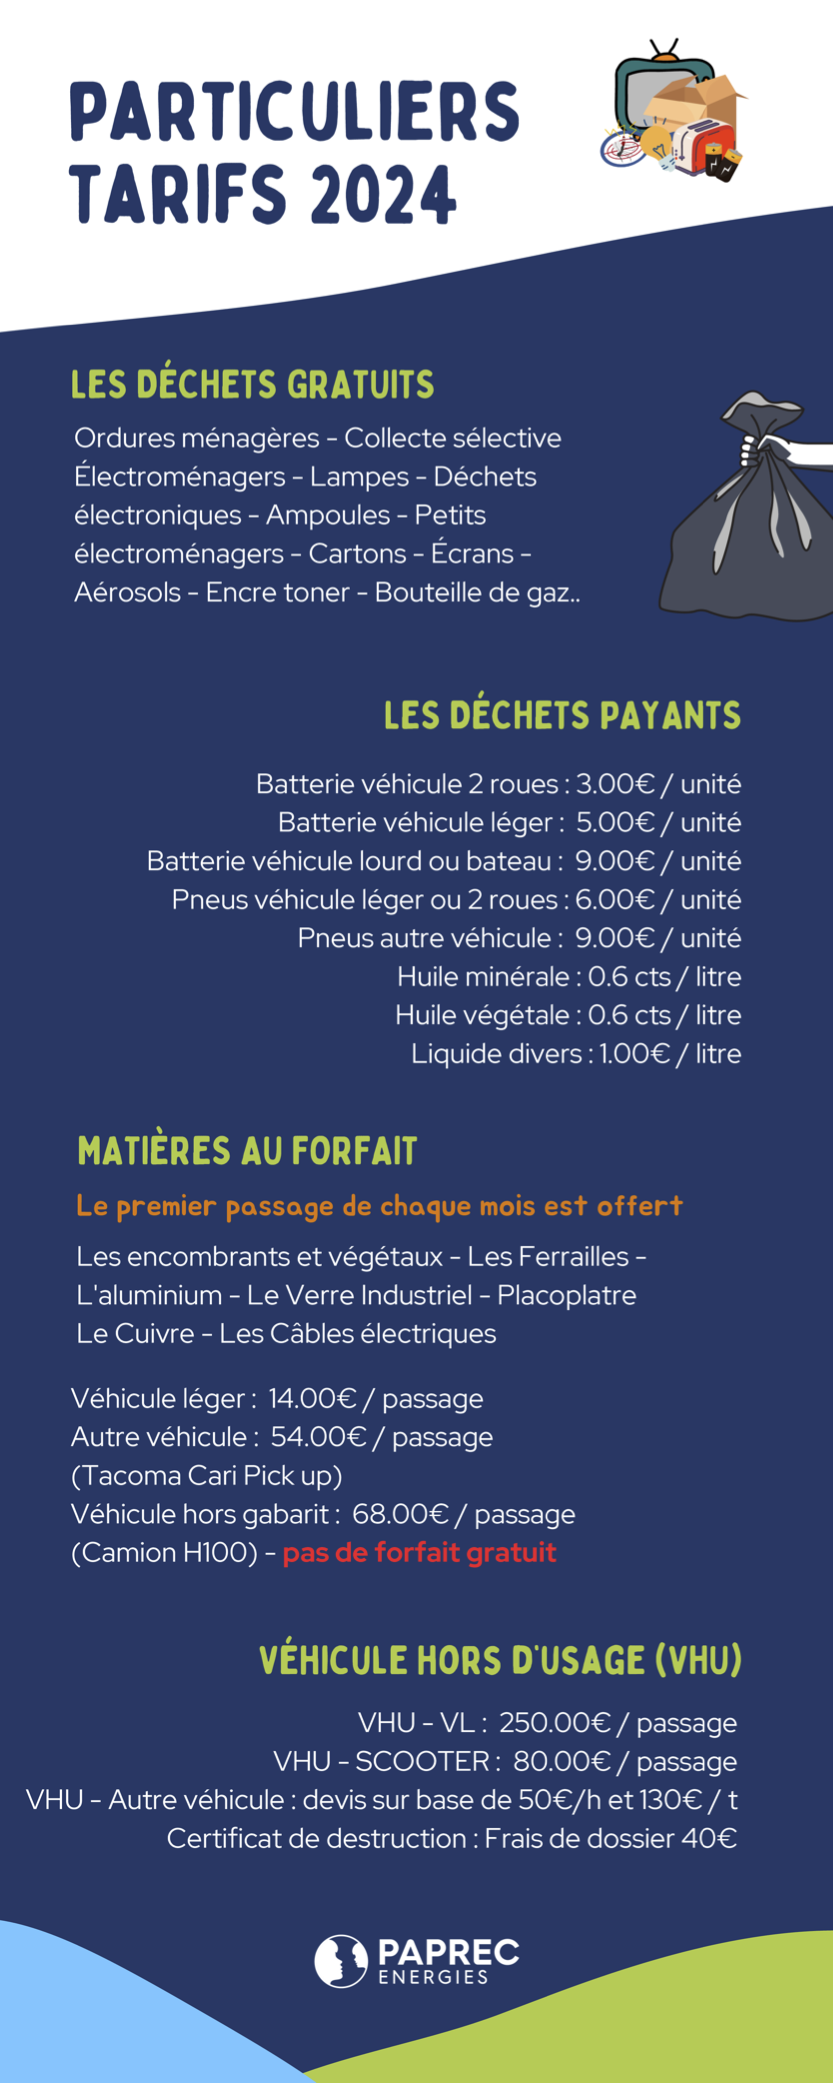 PARTICULIERS
TARIFS 2024
LES DÉCHETS GRATUITS
Ordures ménagères - Collecte sélective
Électroménagers - Lampes - Déchets
électroniques - Ampoules - Petits
électroménagers - Cartons - Écrans -
Aérosols - Encre toner - Bouteille de gaz..
LES DÉCHETS PAYANTS
Batterie véhicule 2 roues : 3.00€ / unité
Batterie véhicule léger : 5.00€ / unité
Batterie véhicule lourd ou bateau : 9.00€ / unité
Pneus véhicule léger ou 2 roues : 6.00€ / unité
Pneus autre véhicule : 9.00€ / unité
Huile minérale : 0.6 cts / litre
Huile végétale : 0.6 cts / litre
Liquide divers : 1.00€ / litre
MATIÈRES AU FORFAIT
Le premier passage de chaque mois est offert
Les encombrants et végétaux - Les Ferrailles -
L'aluminium - Le Verre Industriel - Placoplatre
Le Cuivre - Les Câbles électriques
Véhicule léger : 14.00€ / passage
Autre véhicule : 54.00€ / passage
(Tacoma Cari Pick up)
Véhicule hors gabarit : 68.00€ / passage
(Camion H100) - pas de forfait gratuit
VÉHICULE HORS D'USAGE (VHU)
VHU - VL : 250.00€ / passage
VHU - SCOOTER : 80.00€ / passage
VHU - Autre véhicule : devis sur base de 50€/h et 130€ / t
Certificat de destruction : Frais de dossier 40€
PAPREC
ENERGIES